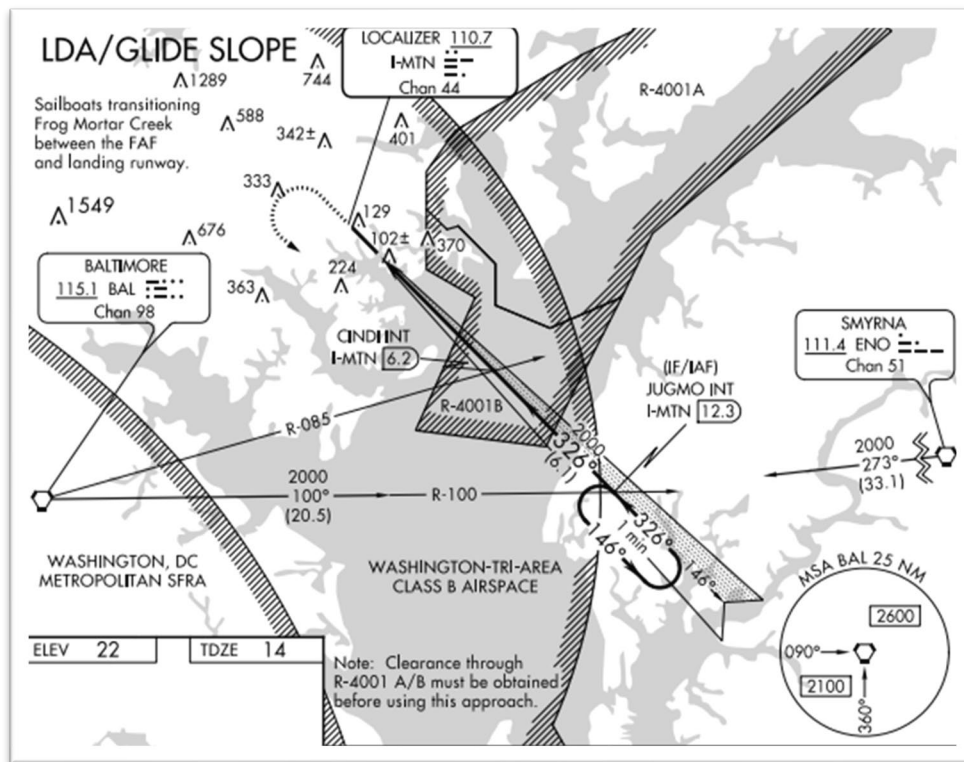 LDA/GLIDE SLOPE
LOCALIZER 110.7
I-MTN
Chan 44
1289
744
R-4001A
Sailboats transitioning
Frog Mortar Creek
between the FAF
and landing runway.
588
342±
401
333
1549
129
676
102±
370
BALTIMORE
115.1 BAL
Chan 98
363
224
CINDI INT
I-MTN 6.2
SMYRNA
111.4 ENO
Chan 51
(IF/IAF)
JUGMO INT
I-MTN 12.3
R-4001B
R-085
2000
326°
(6.1)
2000
273°
(33.1)
2000
100°
(20.5)
R-100
326°
1 min
146°
146°
WASHINGTON, DC
METROPOLITAN SFRA
WASHINGTON-TRI-AREA
CLASS B AIRSPACE
MSA BAL 25 NM
2600
090°
2100
360°
ELEV 22
TDZE 14
Note: Clearance through
R-4001 A/B must be obtained
before using this approach.